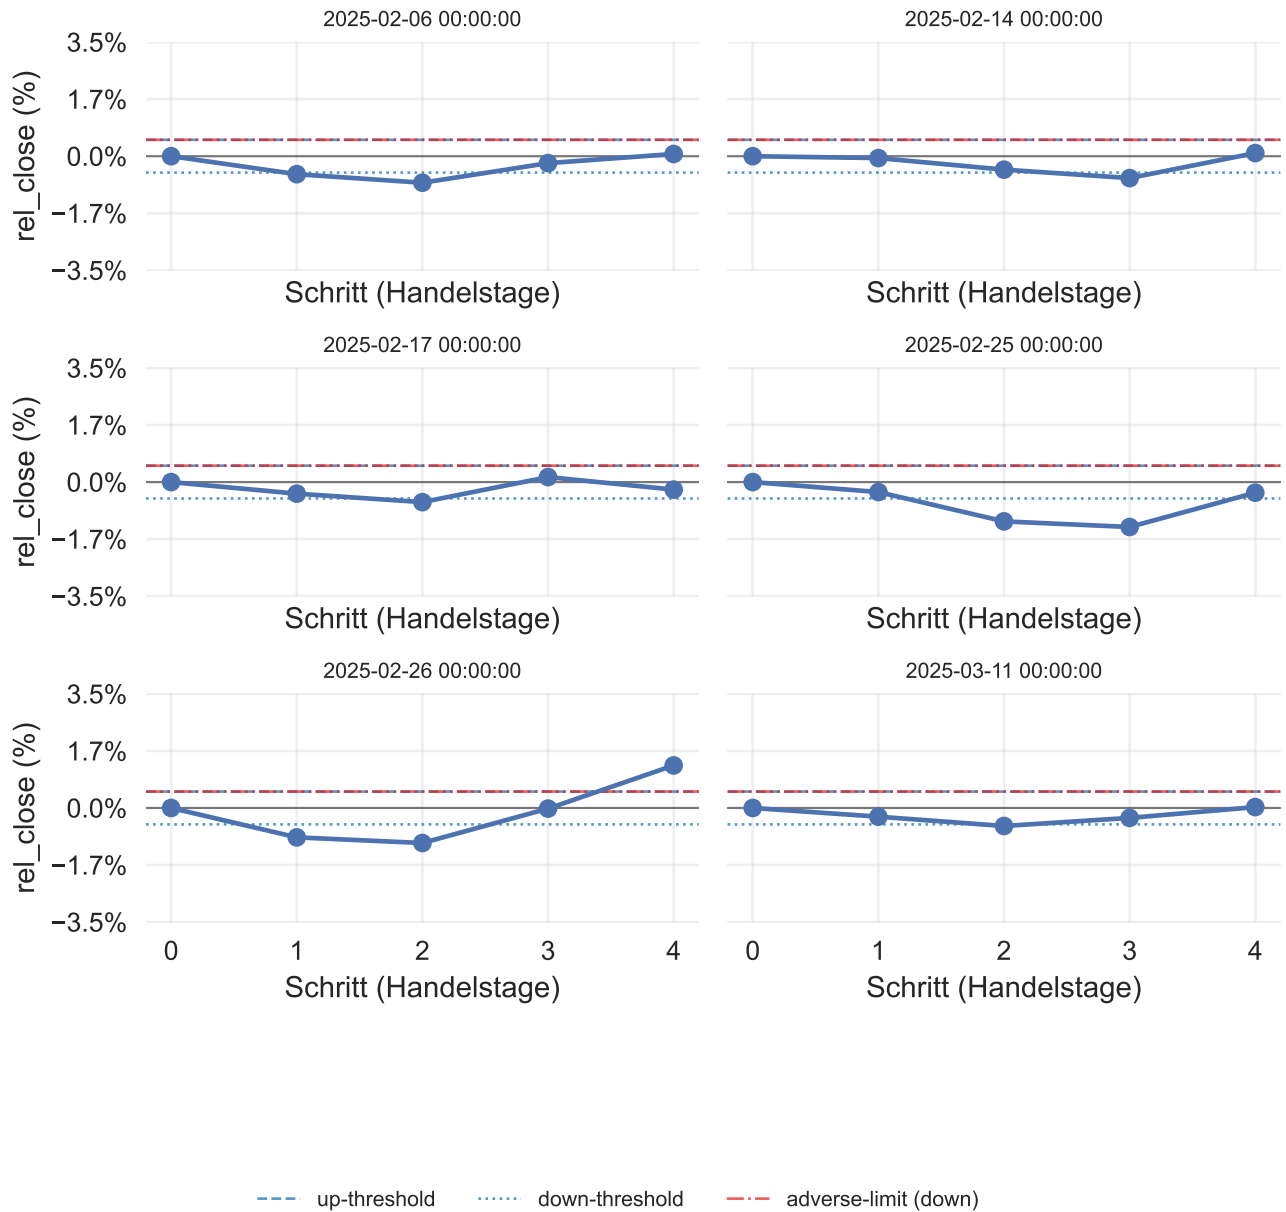 2025-02-06 00:00:00
2025-02-14 00:00:00
3.5%
1.7%
0.0%
−1.7%
−3.5%
rel_close (%)
Schritt (Handelstage)
Schritt (Handelstage)
2025-02-17 00:00:00
2025-02-25 00:00:00
3.5%
1.7%
0.0%
−1.7%
−3.5%
rel_close (%)
Schritt (Handelstage)
Schritt (Handelstage)
2025-02-26 00:00:00
2025-03-11 00:00:00
3.5%
1.7%
0.0%
−1.7%
−3.5%
rel_close (%)
0 1 2 3 4
0 1 2 3 4
Schritt (Handelstage)
Schritt (Handelstage)
up-threshold down-threshold adverse-limit (down)